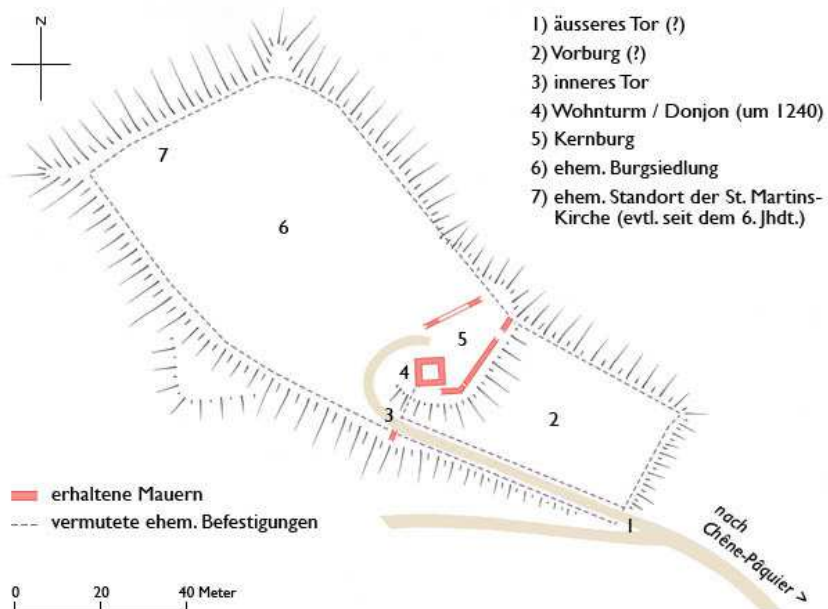 N
1) äusseres Tor (?)
2) Vorburg (?)
3) inneres Tor
4) Wohnturm / Donjon (um 1240)
5) Kernburg
6) ehem. Burgsiedlung
7) ehem. Standort der St. Martins-
Kirche (evtl. seit dem 6. Jhdt.)
7
6
5
4
3
2
1
erhaltene Mauern
vermutete ehem. Befestigungen
nach
Chêne-Pâquier >
0 20 40 Meter